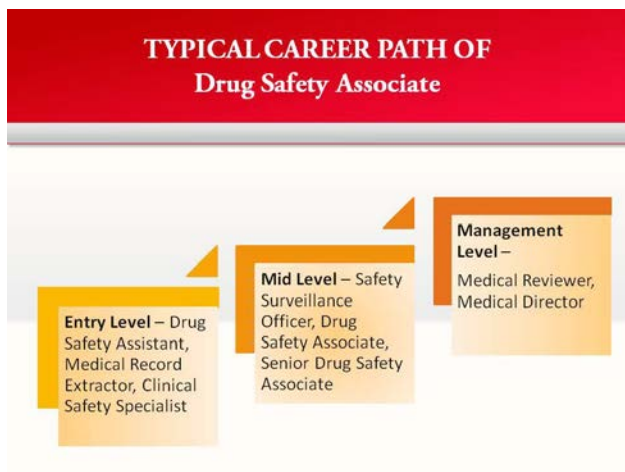 TYPICAL CAREER PATH OF
Drug Safety Associate
Entry Level – Drug
Safety Assistant,
Medical Record
Extractor, Clinical
Safety Specialist
Mid Level – Safety
Surveillance
Officer, Drug
Safety Associate,
Senior Drug Safety
Associate
Management
Level –
Medical Reviewer,
Medical Director